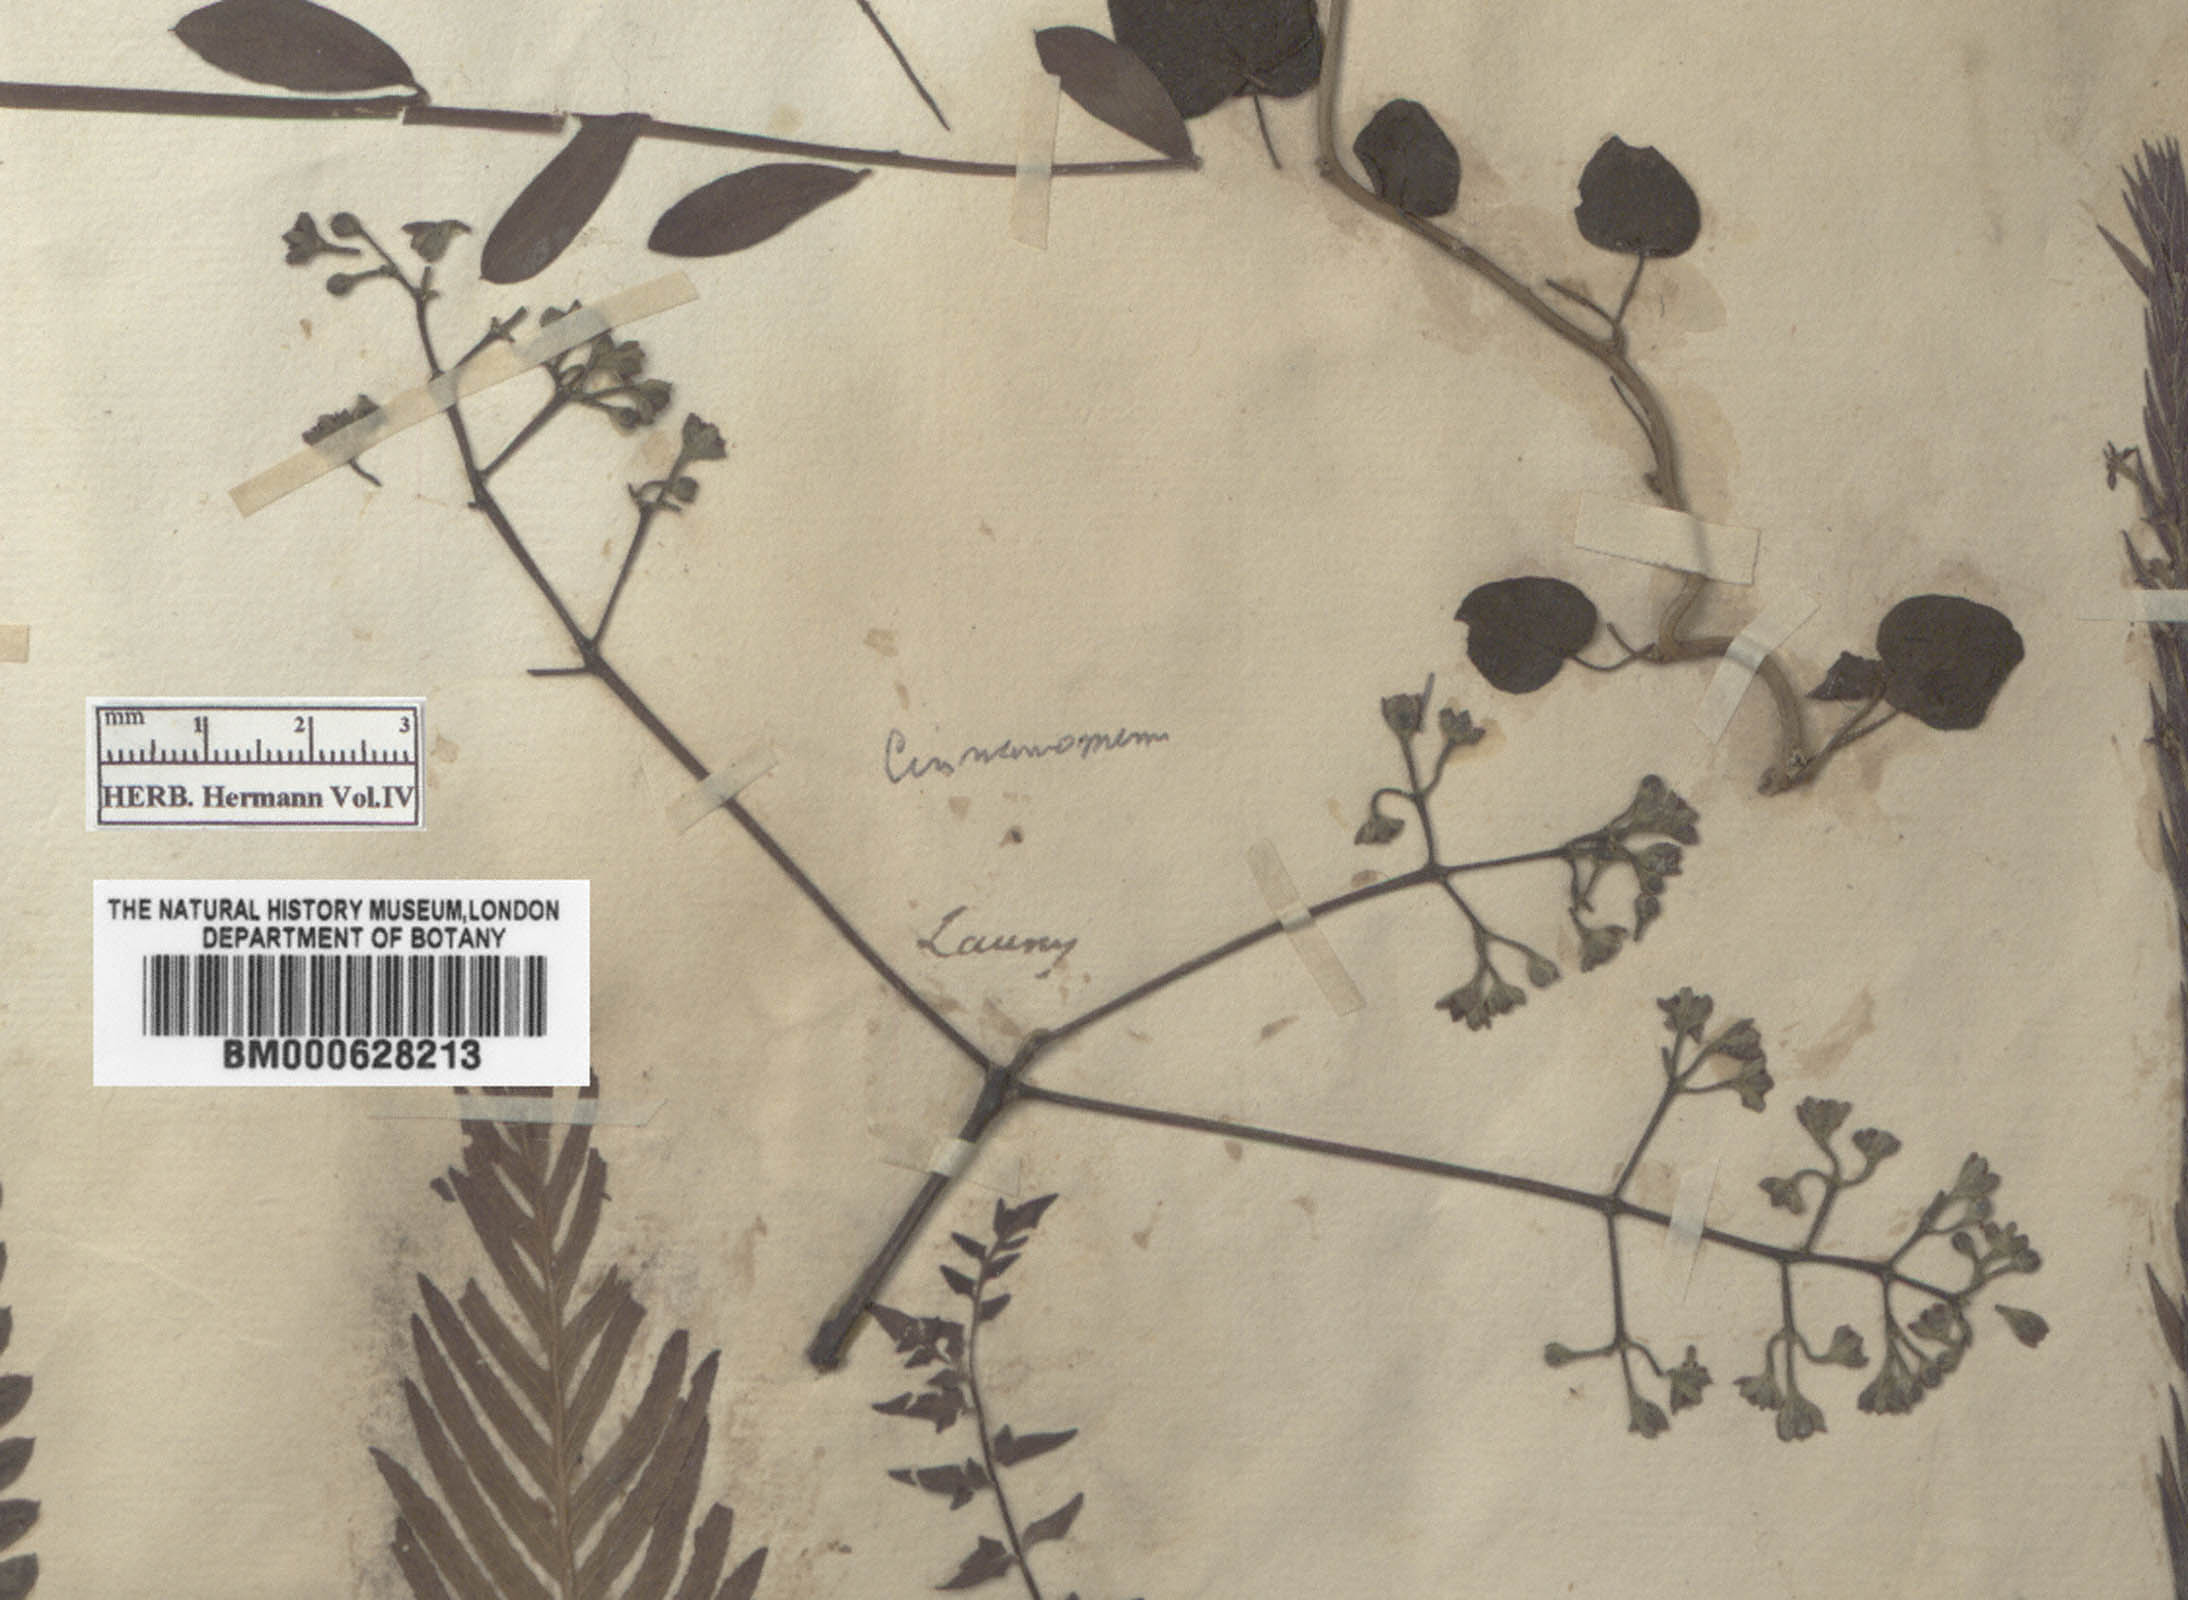 mm 1 2 3
HERB. Hermann Vol.IV
THE NATURAL HISTORY MUSEUM,LONDON
DEPARTMENT OF BOTANY
BM000628213
Cinnamomum
Laurus